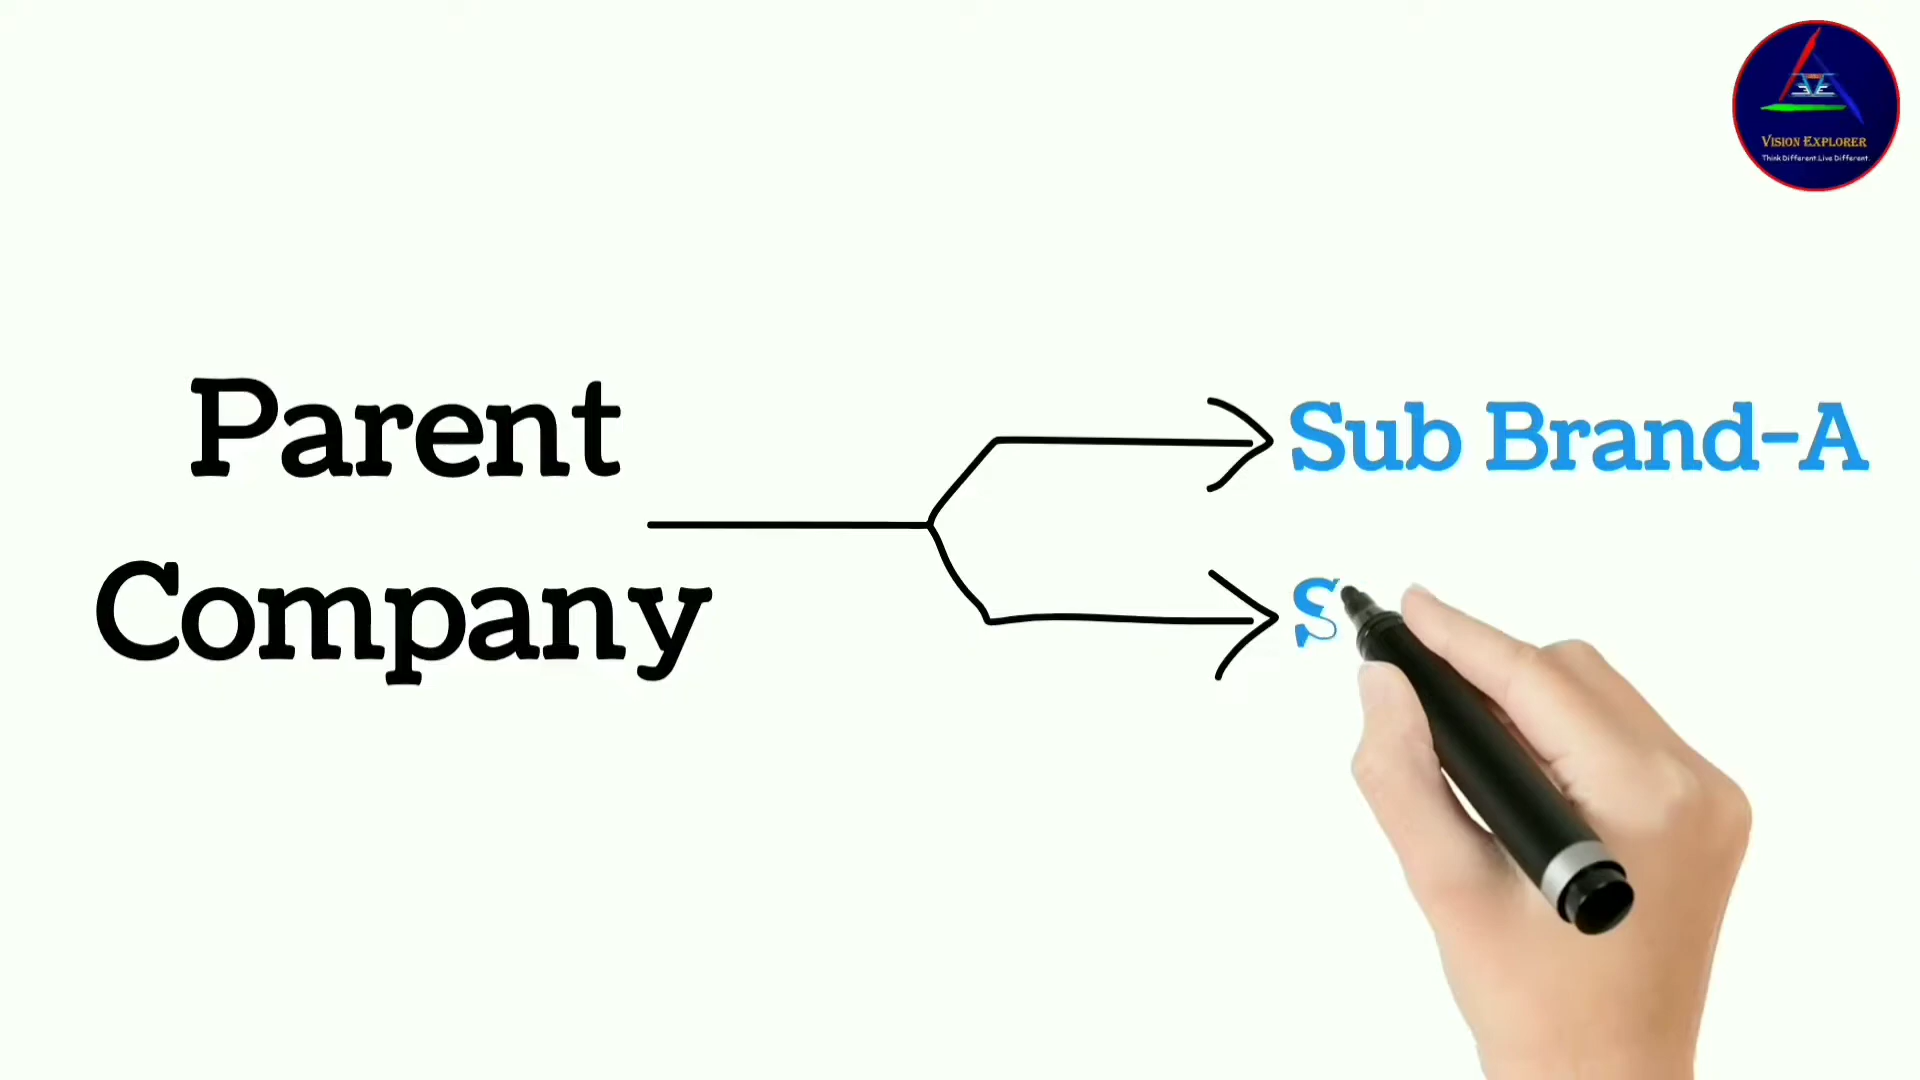 Vision Explorer
Think Different.Live Different.
Parent
Company
Sub Brand-A
S